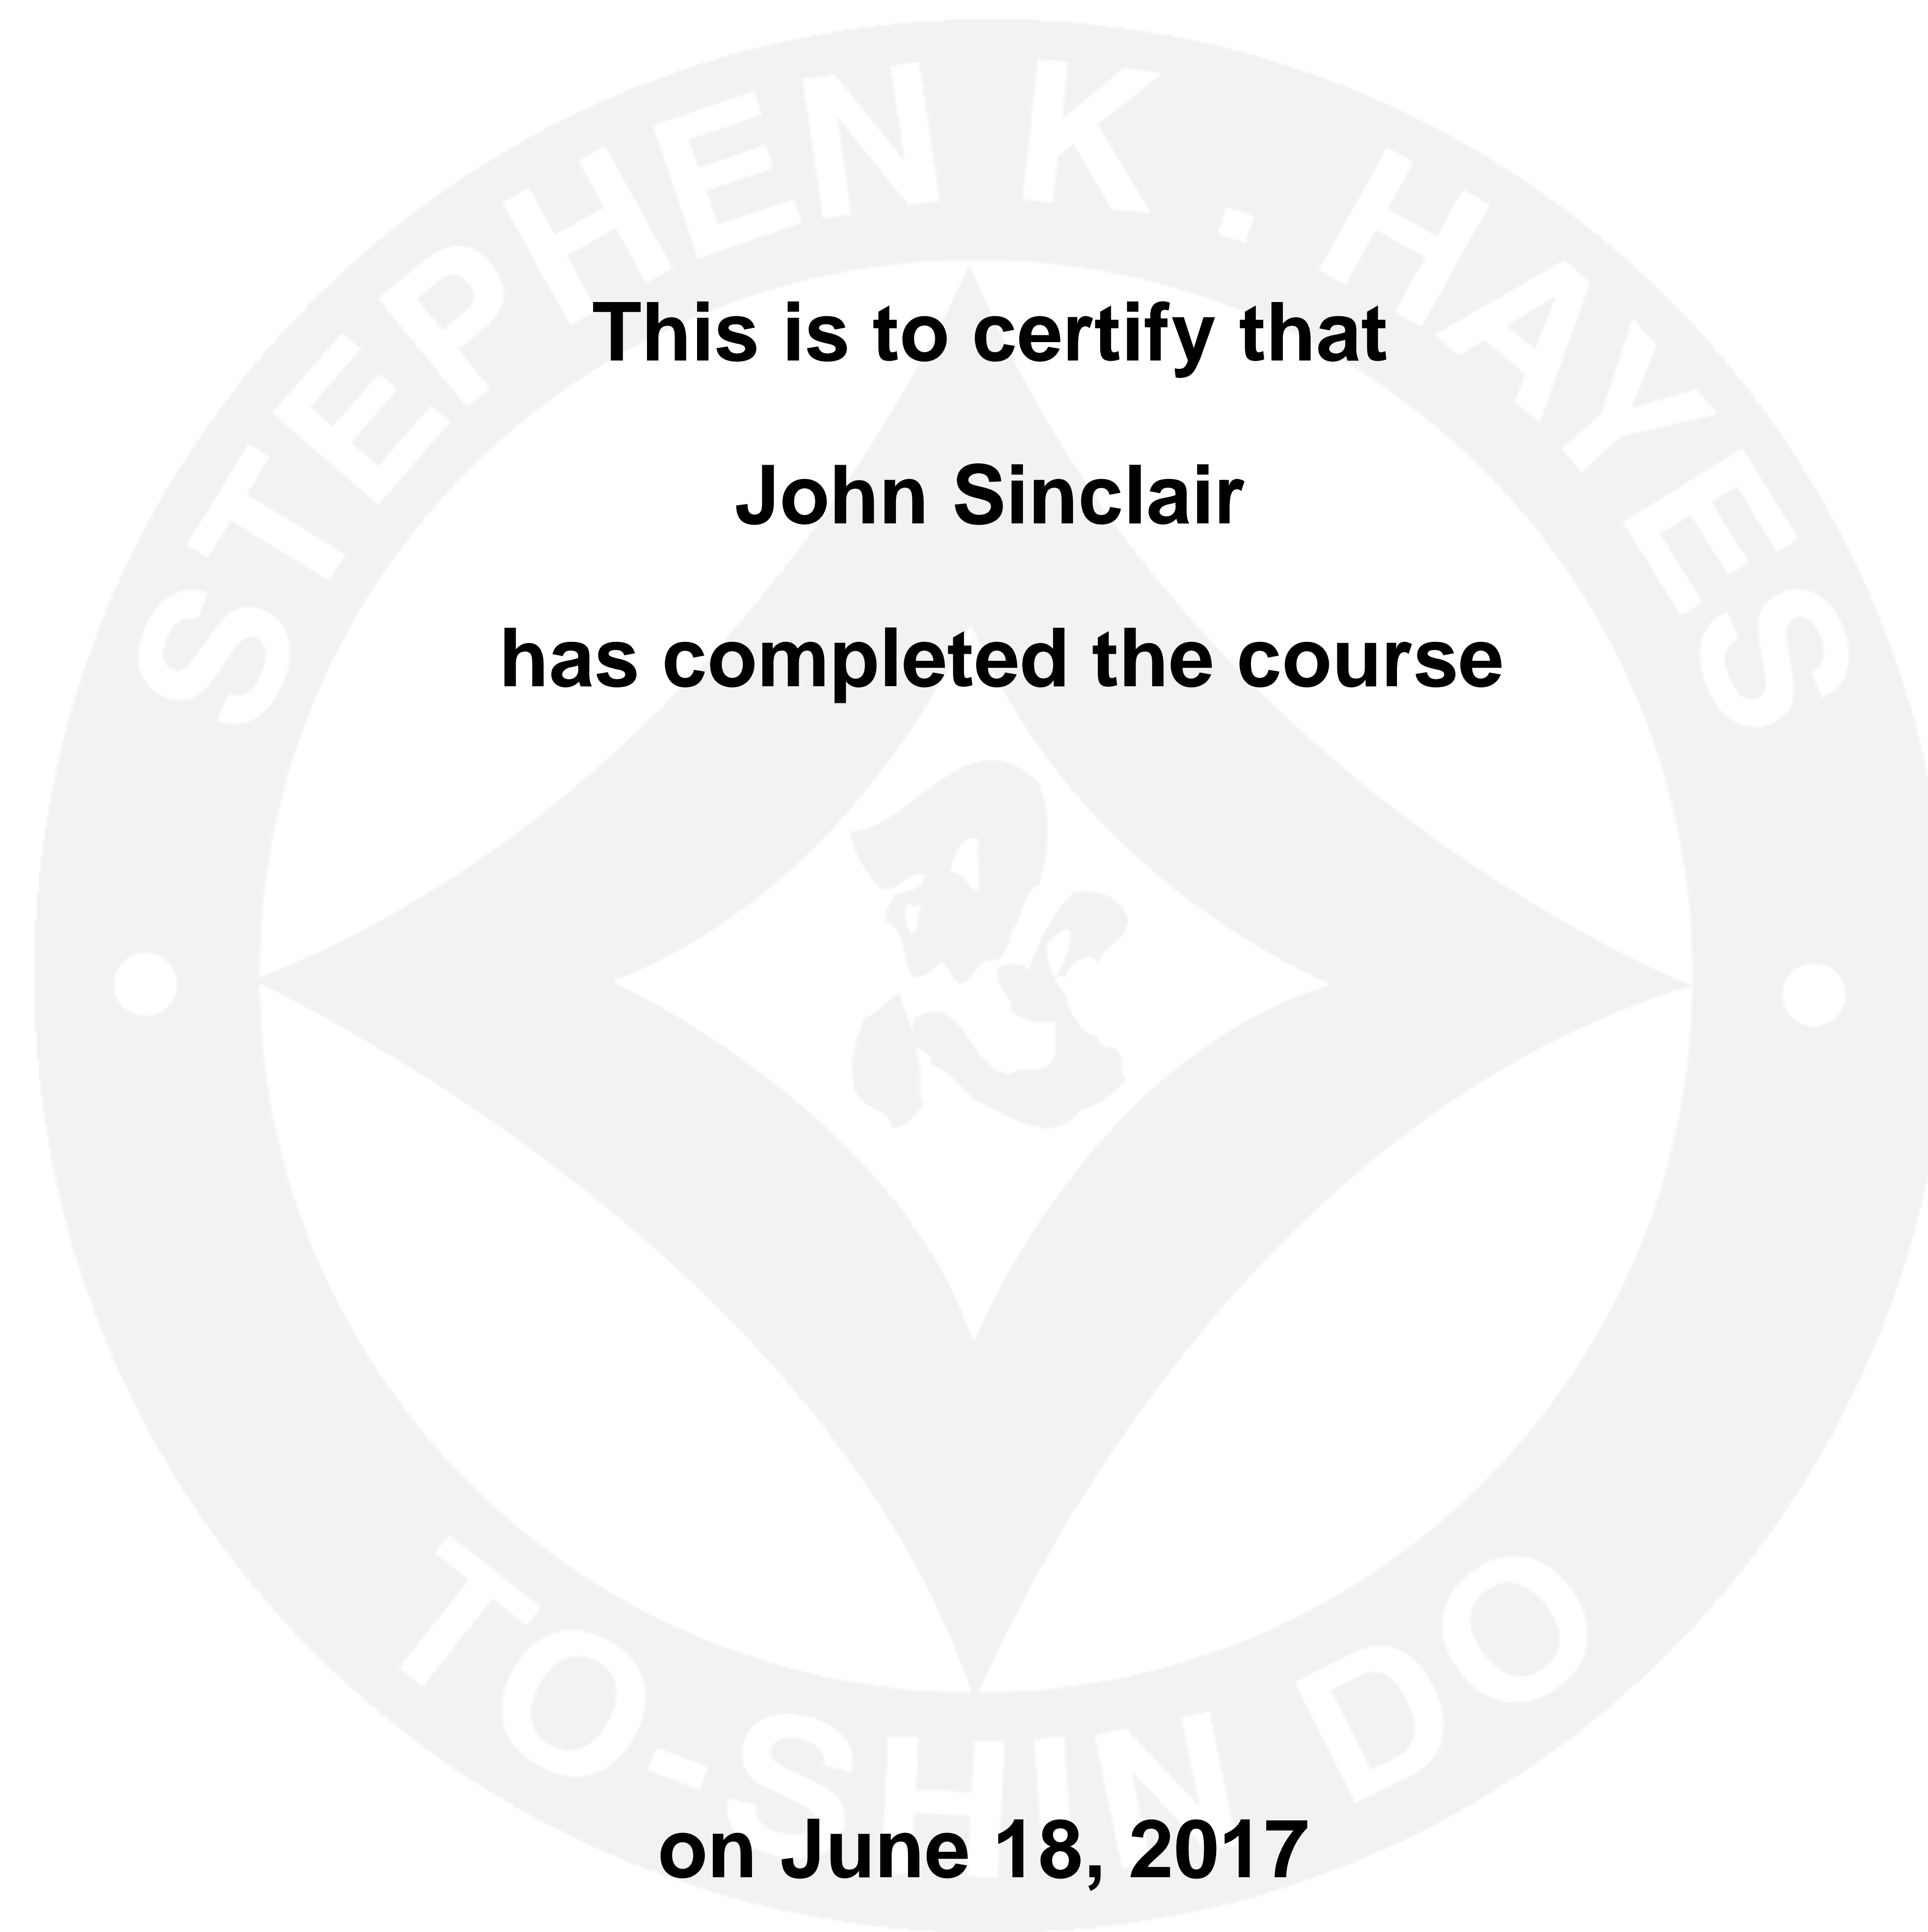 STEPHEN K. HAYES
This is to certify that
John Sinclair
has completed the course
忍
TO-SHIN DO
on June 18, 2017